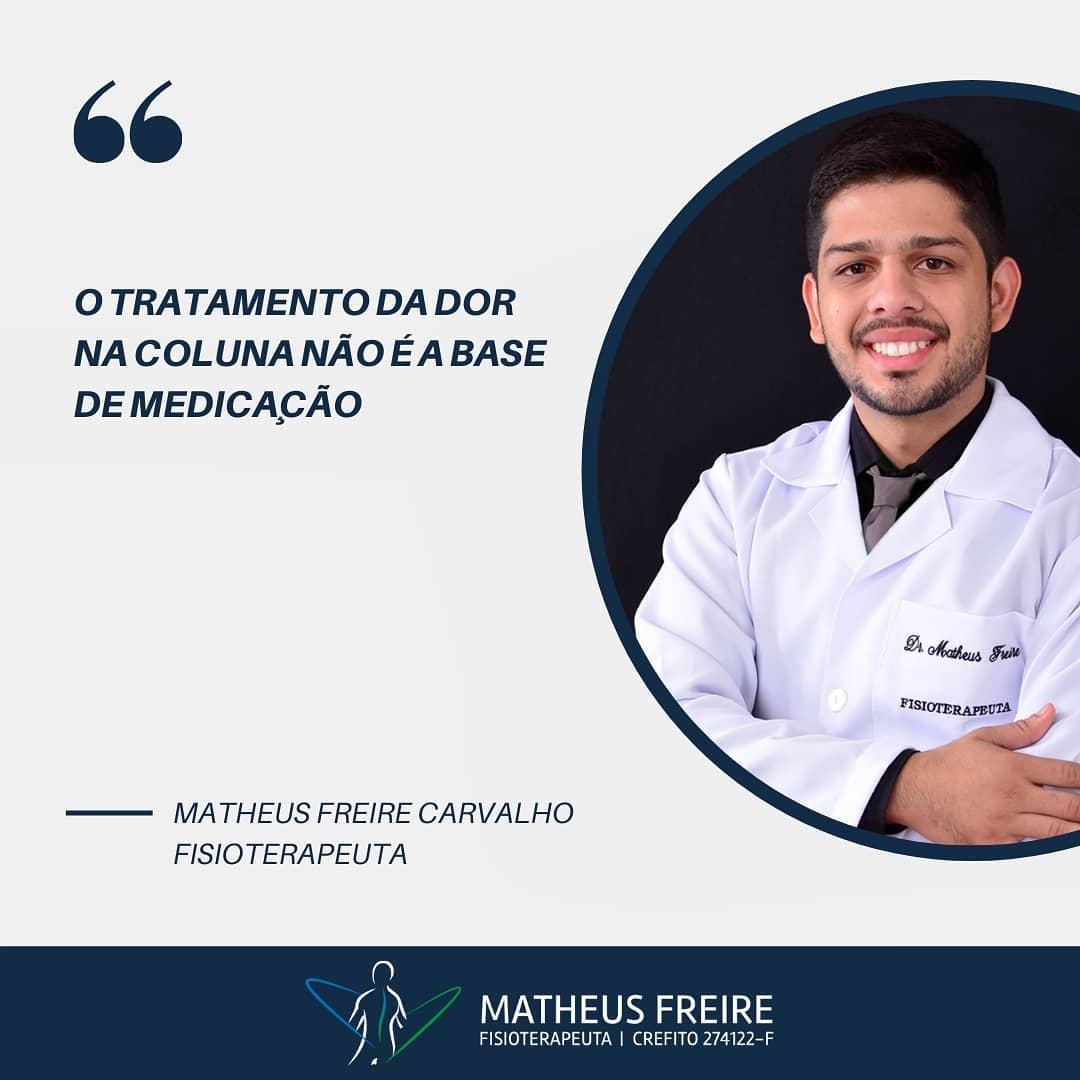 O TRATAMENTO DA DOR
NA COLUNA NÃO É A BASE
DE MEDICAÇÃO
Dr. Matheus Freire
FISIOTERAPEUTA
MATHEUS FREIRE CARVALHO
FISIOTERAPEUTA
MATHEUS FREIRE
FISIOTERAPEUTA | CREFITO 274122-F